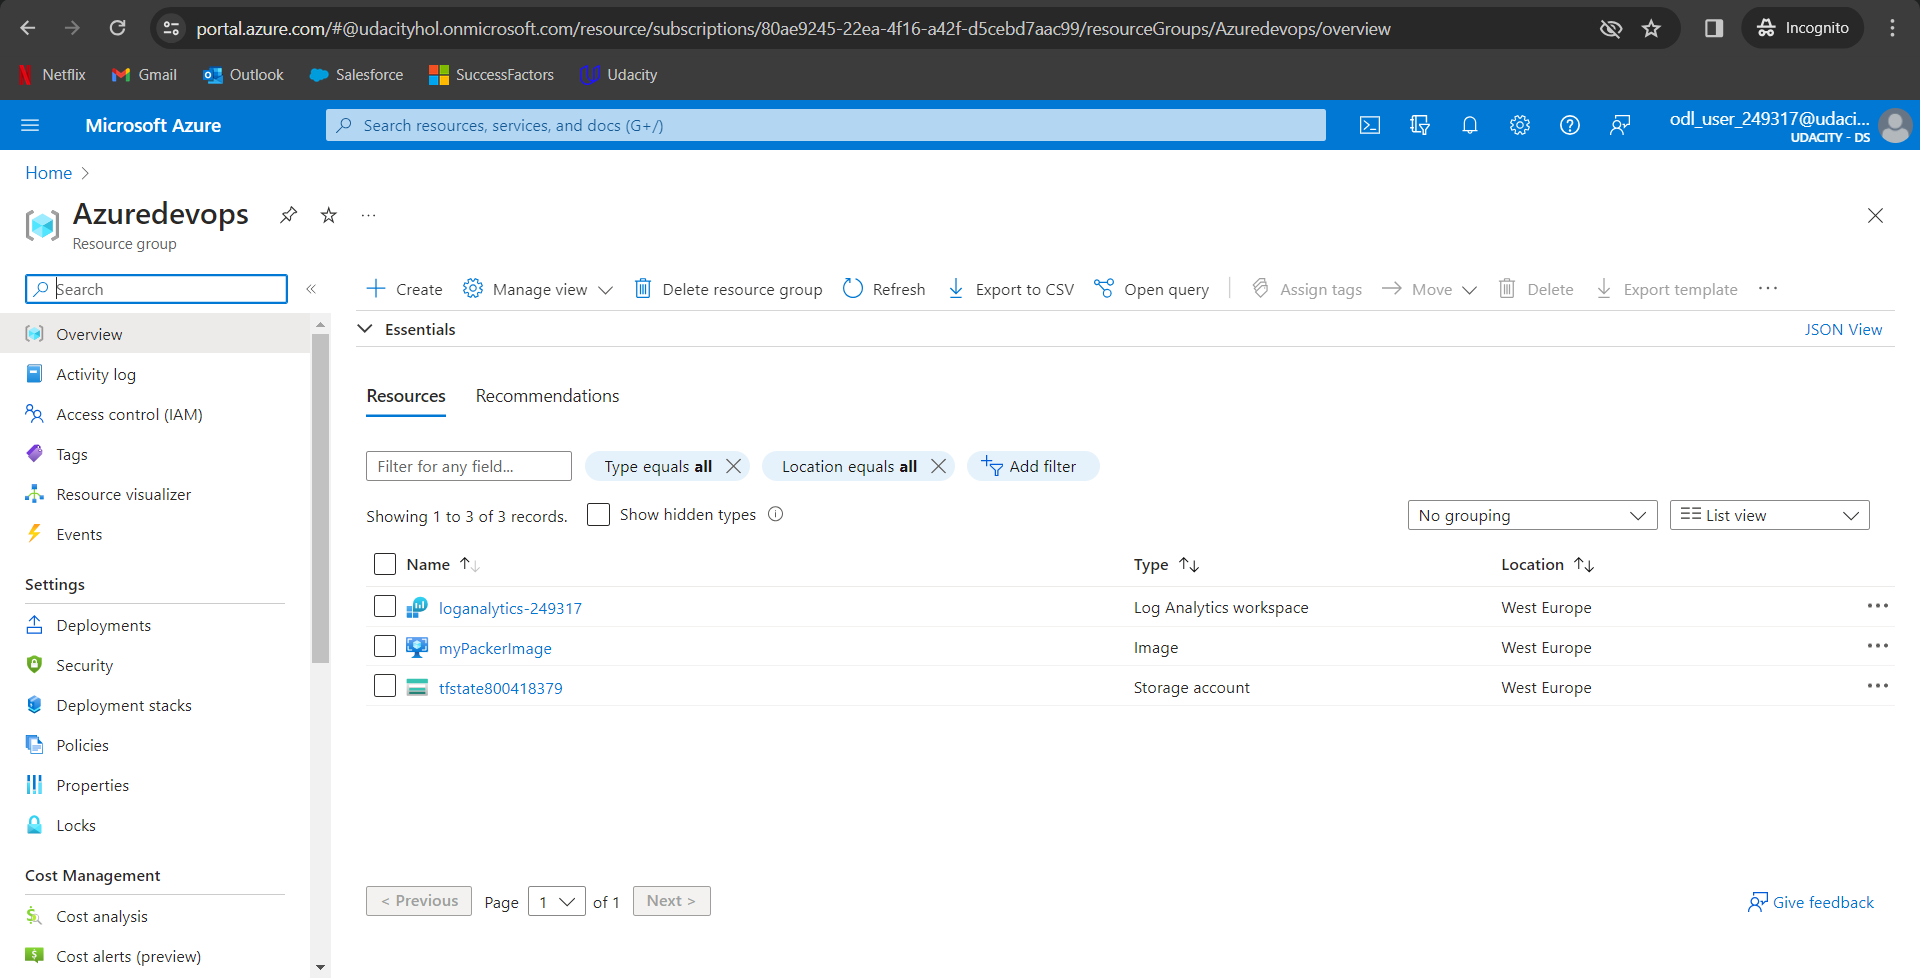 portal.azure.com/#@udacityhol.onmicrosoft.com/resource/subscriptions/80ae9245-22ea-4f16-a42f-d5cebd7aac99/resourceGroups/Azuredevops/overview
Incognito
Netflix
Gmail
Outlook
Salesforce
SuccessFactors
Udacity
Microsoft Azure
Search resources, services, and docs (G+/)
odl_user_249317@udaci...
UDACITY - DS
Home
Azuredevops
...
Resource group
Search
Create
Manage view
Delete resource group
Refresh
Export to CSV
Open query
Assign tags
Move
Delete
Export template
...
Overview
Activity log
Access control (IAM)
Tags
Resource visualizer
Events
Settings
Deployments
Security
Deployment stacks
Policies
Properties
Locks
Cost Management
Cost analysis
Cost alerts (preview)
Essentials
JSON View
Resources
Recommendations
Filter for any field...
Type equals all
Location equals all
Add filter
Showing 1 to 3 of 3 records.
Show hidden types
No grouping
List view
Name
Type
Location
loganalytics-249317
Log Analytics workspace
West Europe
myPackerImage
Image
West Europe
tfstate800418379
Storage account
West Europe
< Previous
Page
1
of 1
Next >
Give feedback